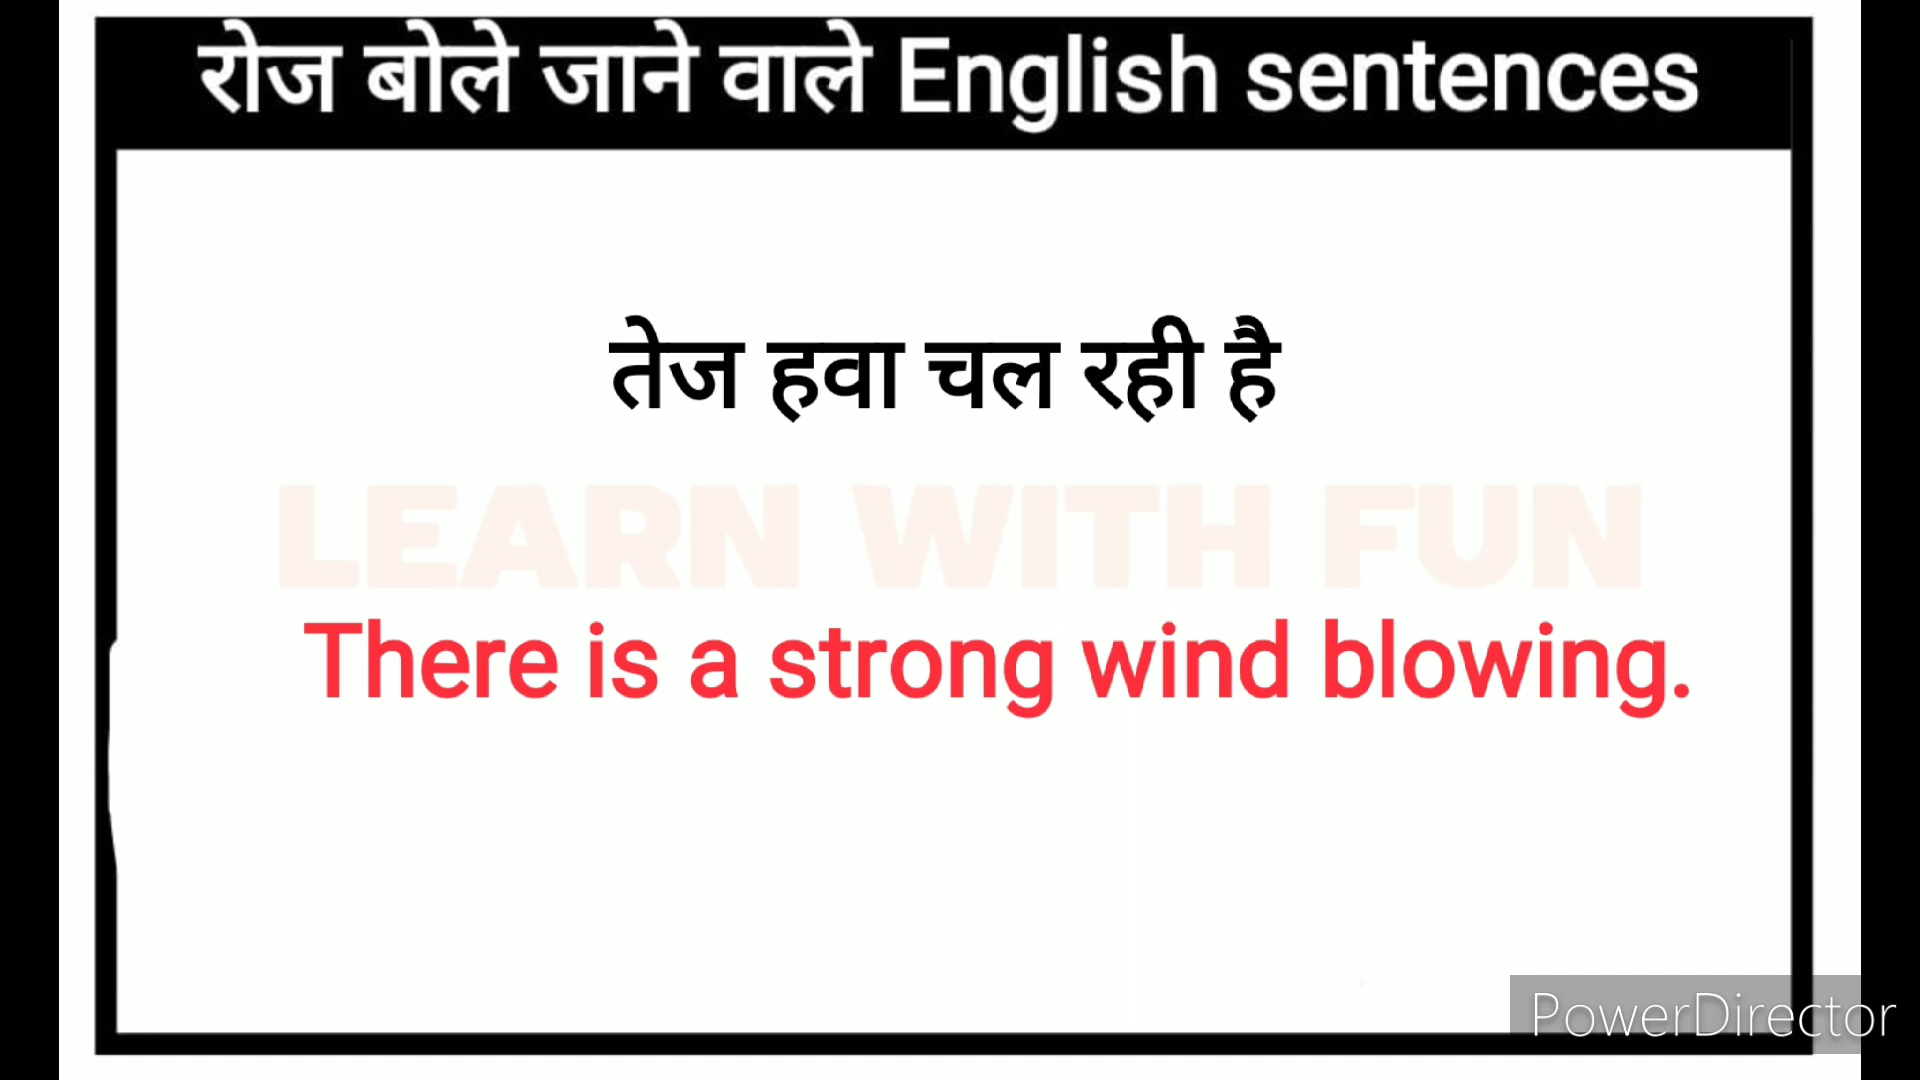 रोज बोले जाने वाले English sentences
तेज हवा चल रही है
LEARN WITH FUN
There is a strong wind blowing.
PowerDirector